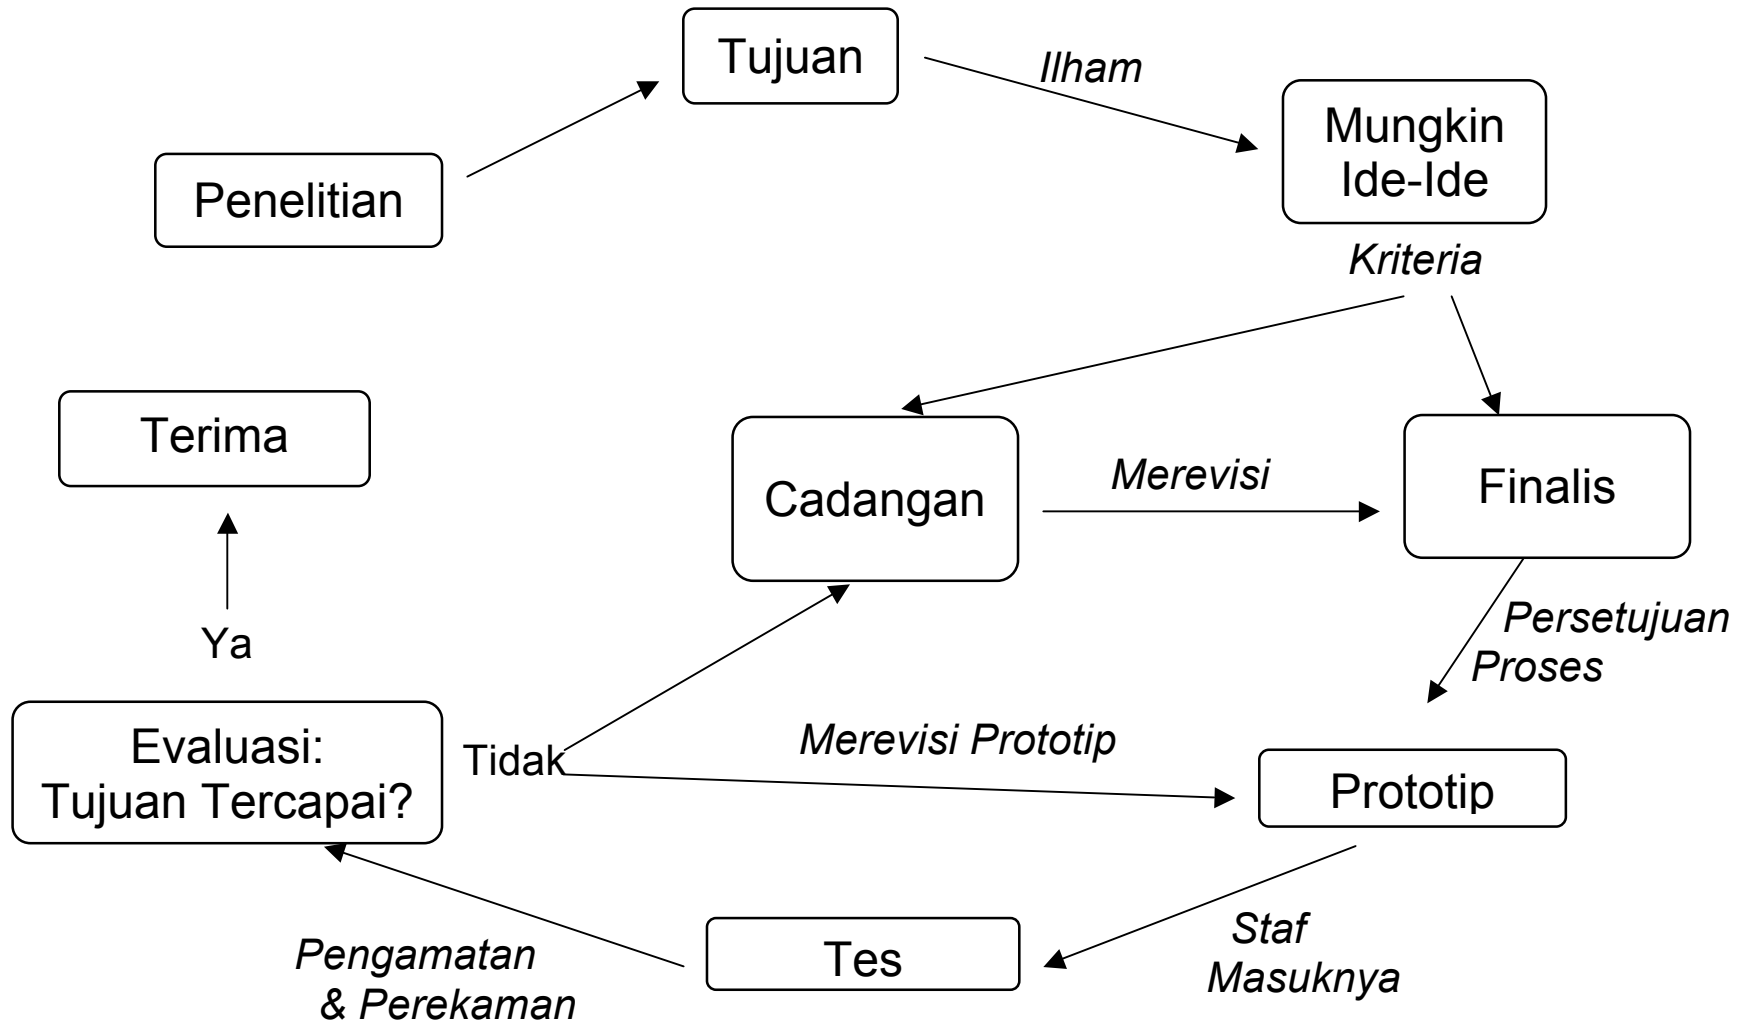 Tujuan
Ilham
Mungkin
Ide-Ide
Penelitian
Kriteria
Terima
Cadangan
Merevisi
Finalis
Ya
Persetujuan
Proses
Evaluasi:
Tujuan Tercapai?
Tidak
Merevisi Prototip
Prototip
Staf
Masuknya
Tes
Pengamatan
& Perekaman